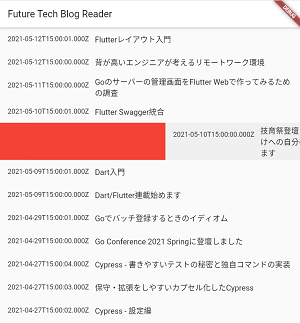 Future Tech Blog Reader
DEBUG
2021-05-12T15:00:01.000Z Flutterレイアウト入門
2021-05-12T15:00:00.000Z 背が高いエンジニアが考えるリモートワーク環境
2021-05-11T15:00:00.000Z Goのサーバーの管理画面をFlutter Webで作ってみるため
の調査
2021-05-10T15:00:01.000Z Flutter Swagger統合
2021-05-10T15:00:00.000Z 技育祭登壇
けへの自分
ます
2021-05-09T15:00:01.000Z Dart入門
2021-05-09T15:00:00.000Z Dart/Flutter連載始めます
2021-04-29T15:00:01.000Z Goでバッチ登録するときのイディオム
2021-04-29T15:00:00.000Z Go Conference 2021 Springに登壇しました
2021-04-27T15:00:04.000Z Cypress - 書きやすいテストの秘密と独自コマンドの実装
2021-04-27T15:00:03.000Z 保守・拡張をしやすいカプセル化したCypress
2021-04-27T15:00:02.000Z Cypress - 設定編